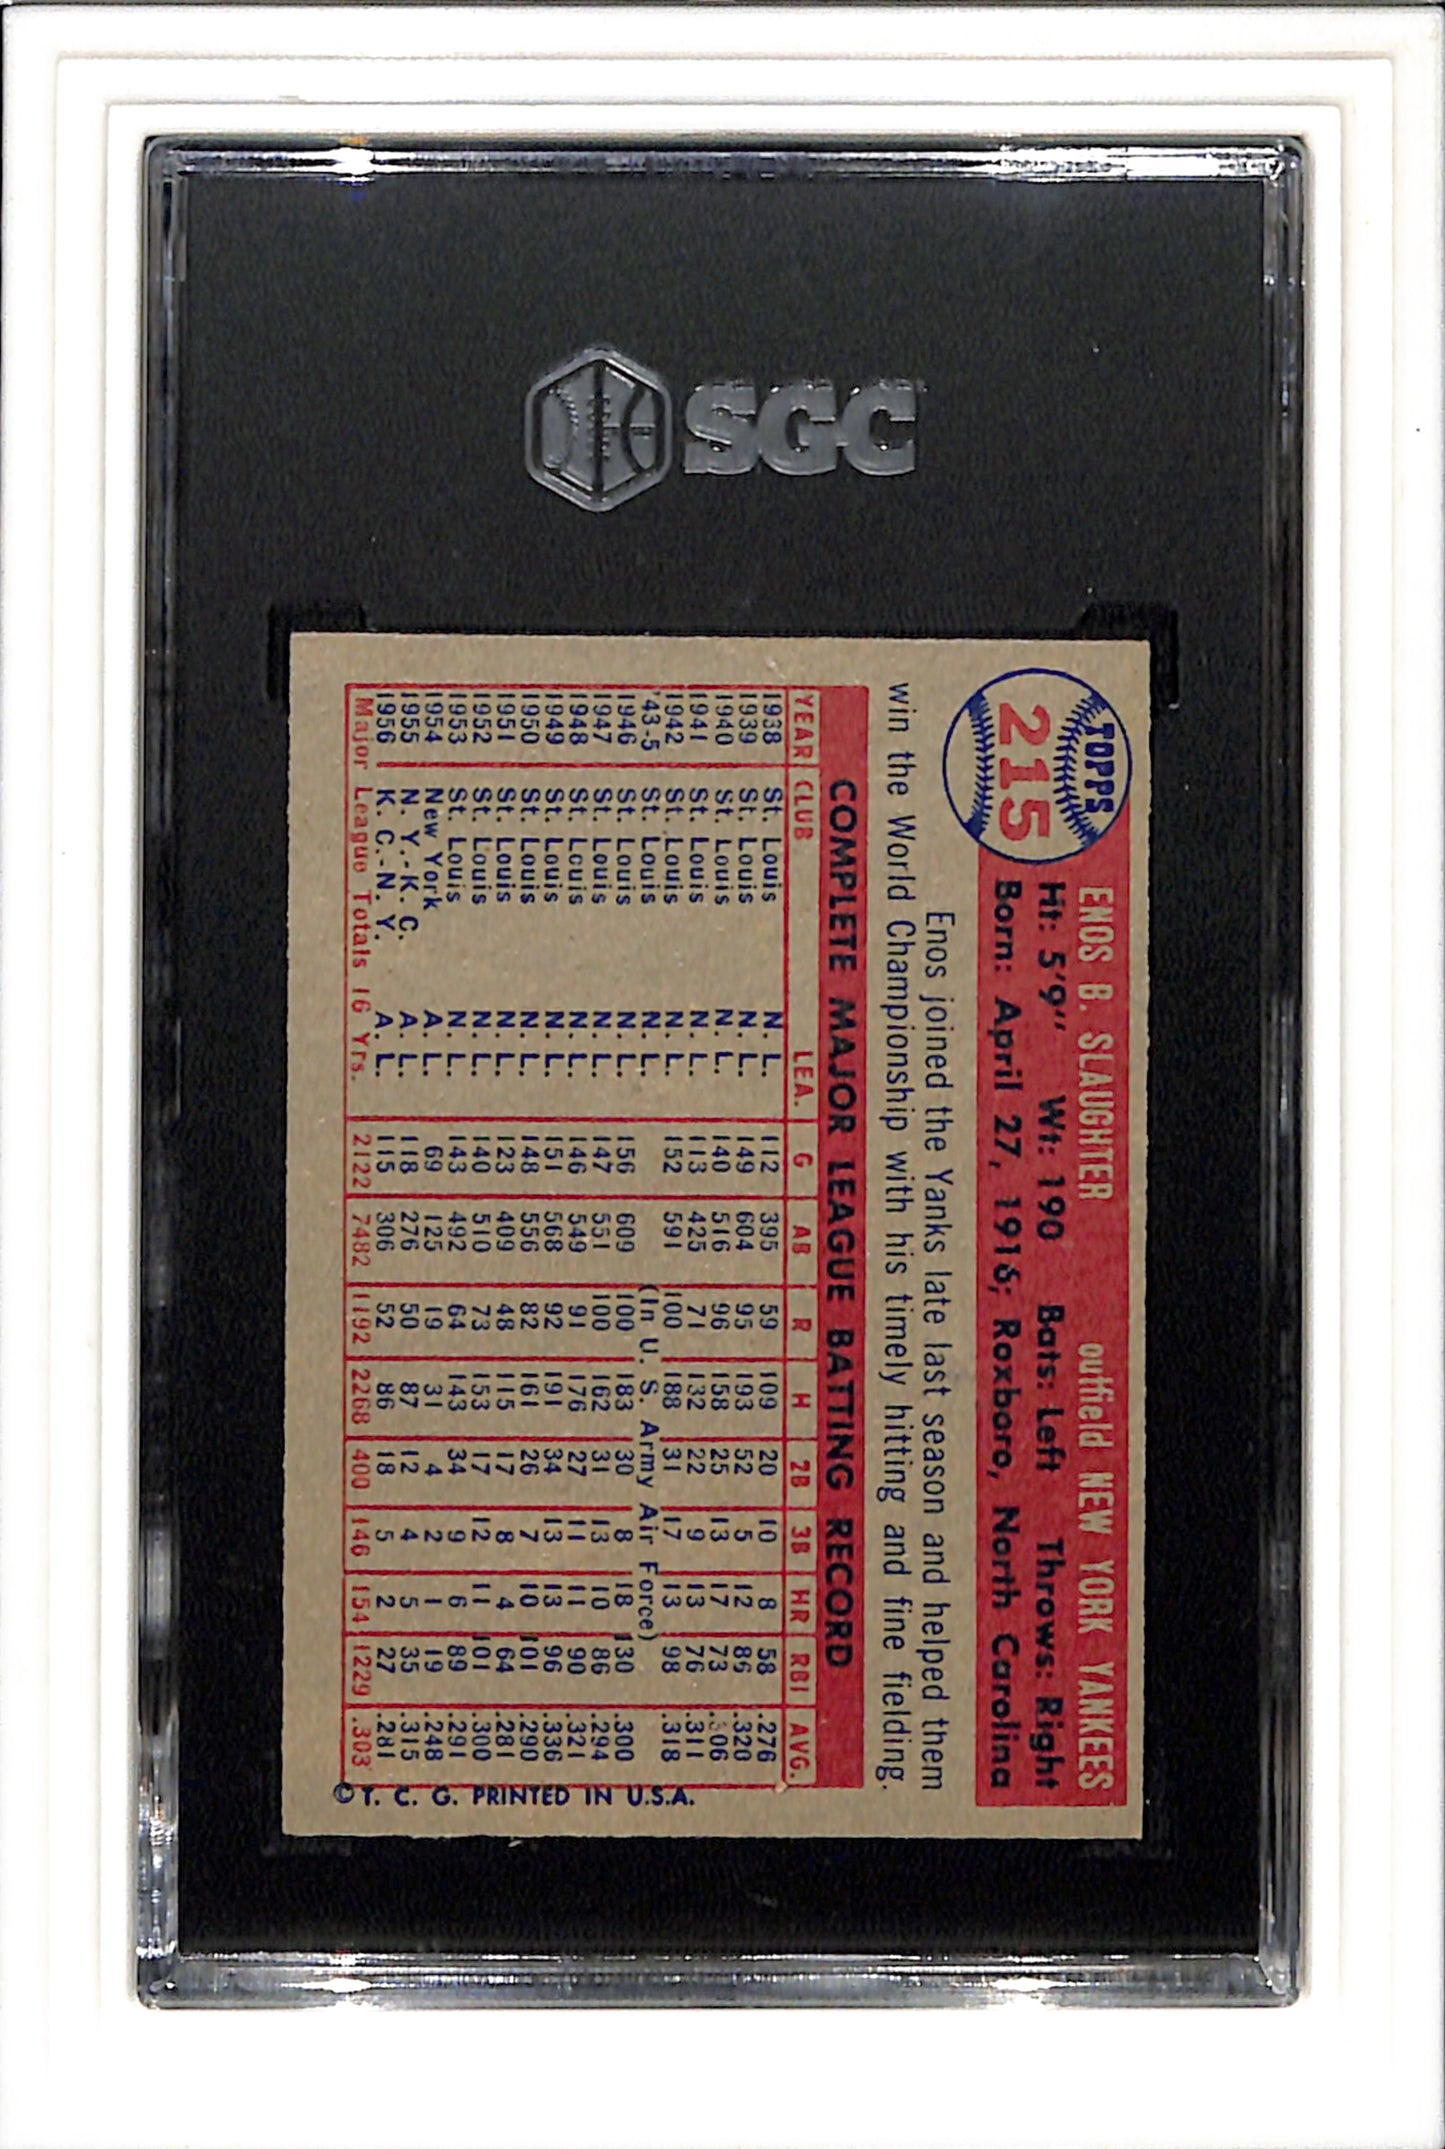 SGC
TOPPS
215
ENOS B. SLAUGHTER outfield NEW YORK YANKEES
Ht: 5'9" Wt: 190 Bats: Left Throws: Right
Born: April 27, 1916; Roxboro, North Carolina
Enos joined the Yanks late last season and helped them
win the World Championship with his timely hitting and fine fielding.
COMPLETE MAJOR LEAGUE BATTING RECORD
YEAR CLUB LEA. G AB R H 2B 3B HR RBI AVG.
1938 St. Louis N. L. 112 395 59 109 20 10 8 58 .276
1939 St. Louis N. L. 149 604 95 193 52 5 12 86 .320
1940 St. Louis N. L. 140 516 96 158 25 13 17 73 .306
1941 St. Louis N. L. 113 425 71 132 22 9 13 76 .311
1942 St. Louis N. L. 152 591 100 188 31 17 13 98 .318
'43-5 St. Louis N. L. (In U. S. Army Air Force)
1946 St. Louis N. L. 156 609 100 183 30 8 18 130 .300
1947 St. Louis N. L. 147 551 100 162 31 13 10 86 .294
1948 St. Louis N. L. 146 549 91 176 27 11 11 90 .321
1949 St. Louis N. L. 151 568 92 191 34 13 13 96 .336
1950 St. Louis N. L. 148 556 82 161 26 7 10 101 .290
1951 St. Louis N. L. 123 409 48 115 17 8 4 64 .281
1952 St. Louis N. L. 140 510 73 153 17 12 11 101 .300
1953 St. Louis N. L. 143 492 64 143 34 9 6 89 .291
1954 New York A. L. 69 125 19 31 4 2 1 19 .248
1955 N. Y.-K. C. A. L. 118 276 50 87 12 4 5 35 .315
1956 K. C.-N. Y. A. L. 115 306 52 86 18 5 2 27 .281
Major League Totals 16 Yrs. 2122 7482 1192 2268 400 146 154 1229 .303
© T. C. G. PRINTED IN U.S.A.